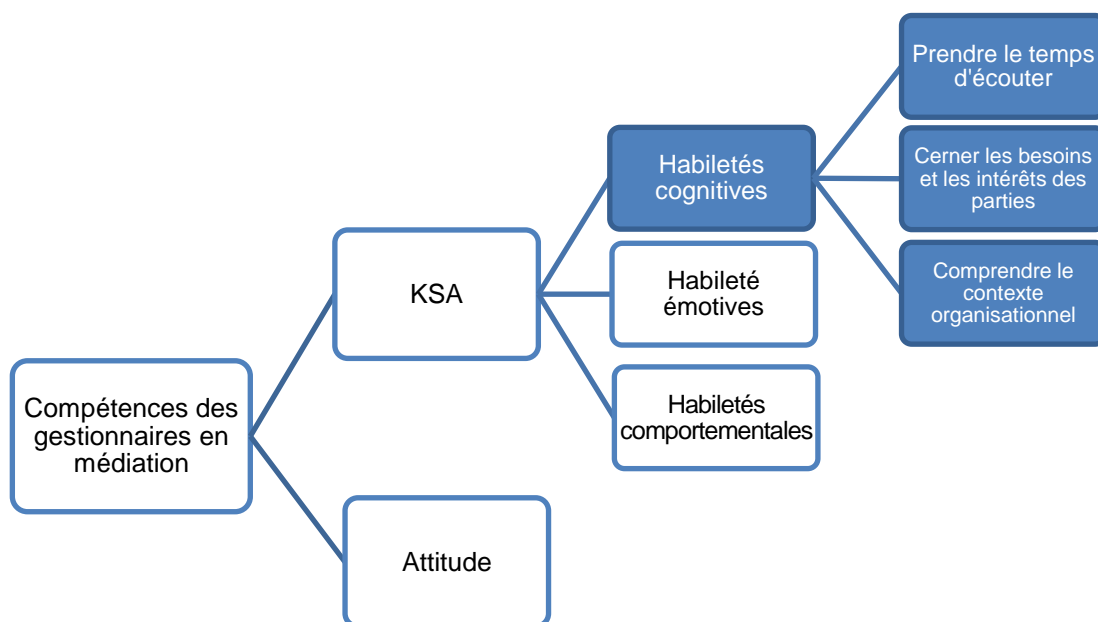 Compétences des
gestionnaires en
médiation
KSA
Attitude
Habiletés
cognitives
Habileté
émotives
Habiletés
comportementales
Prendre le temps
d'écouter
Cerner les besoins
et les intérêts des
parties
Comprendre le
contexte
organisationnel